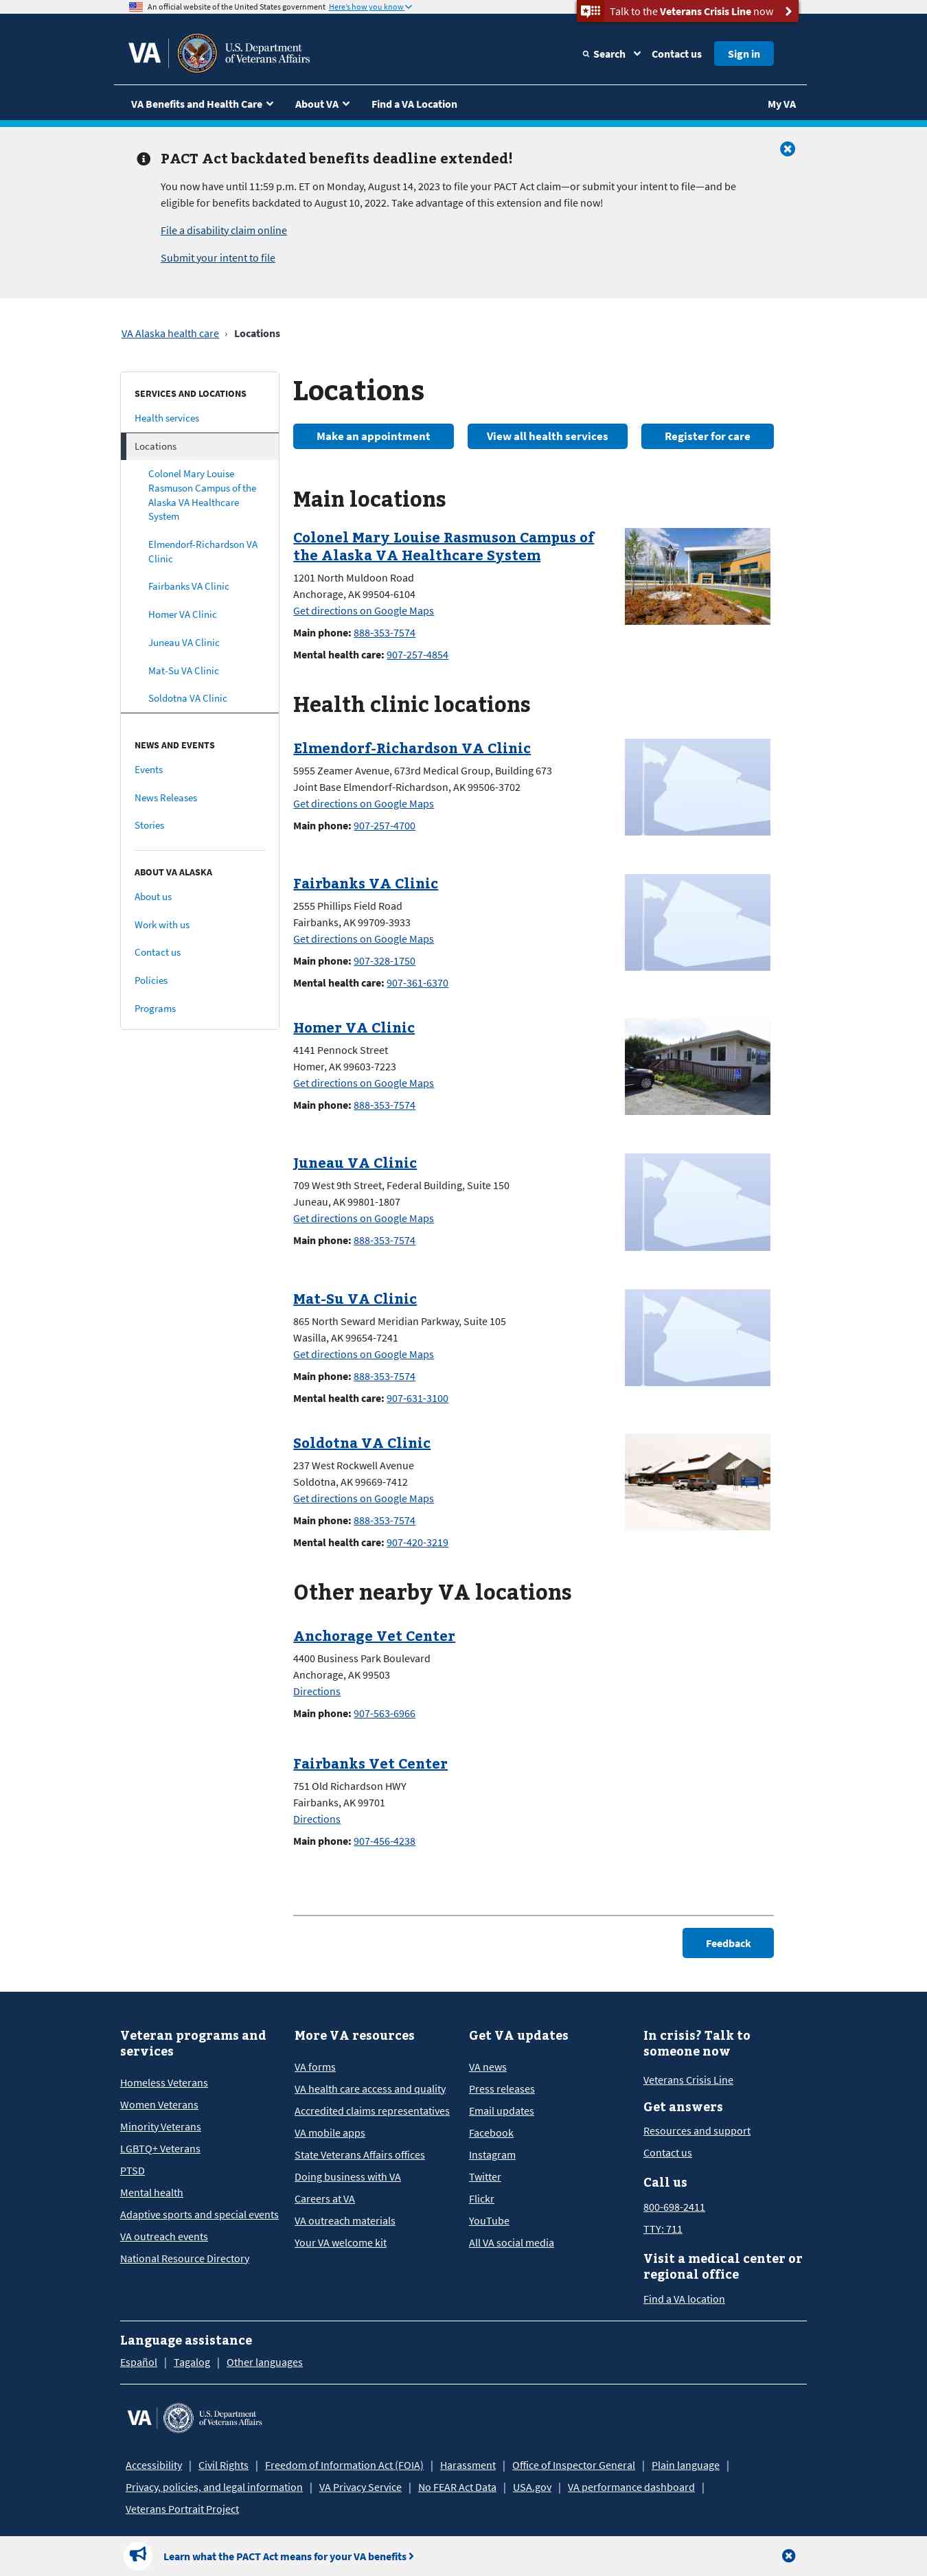 An official website of the United States government Here's how you know
Talk to the Veterans Crisis Line now
VA
U.S. Department
of Veterans Affairs
Search
Contact us
Sign in
VA Benefits and Health Care
About VA
Find a VA Location
My VA
PACT Act backdated benefits deadline extended!
You now have until 11:59 p.m. ET on Monday, August 14, 2023 to file your PACT Act claim—or submit your intent to file—and be
eligible for benefits backdated to August 10, 2022. Take advantage of this extension and file now!
File a disability claim online
Submit your intent to file
VA Alaska health care › Locations
SERVICES AND LOCATIONS
Health services
Locations
Colonel Mary Louise
Rasmuson Campus of the
Alaska VA Healthcare
System
Elmendorf-Richardson VA
Clinic
Fairbanks VA Clinic
Homer VA Clinic
Juneau VA Clinic
Mat-Su VA Clinic
Soldotna VA Clinic
NEWS AND EVENTS
Events
News Releases
Stories
ABOUT VA ALASKA
About us
Work with us
Contact us
Policies
Programs
Locations
Make an appointment
View all health services
Register for care
Main locations
Colonel Mary Louise Rasmuson Campus of
the Alaska VA Healthcare System
1201 North Muldoon Road
Anchorage, AK 99504-6104
Get directions on Google Maps
Main phone: 888-353-7574
Mental health care: 907-257-4854
Health clinic locations
Elmendorf-Richardson VA Clinic
5955 Zeamer Avenue, 673rd Medical Group, Building 673
Joint Base Elmendorf-Richardson, AK 99506-3702
Get directions on Google Maps
Main phone: 907-257-4700
Fairbanks VA Clinic
2555 Phillips Field Road
Fairbanks, AK 99709-3933
Get directions on Google Maps
Main phone: 907-328-1750
Mental health care: 907-361-6370
Homer VA Clinic
4141 Pennock Street
Homer, AK 99603-7223
Get directions on Google Maps
Main phone: 888-353-7574
Juneau VA Clinic
709 West 9th Street, Federal Building, Suite 150
Juneau, AK 99801-1807
Get directions on Google Maps
Main phone: 888-353-7574
Mat-Su VA Clinic
865 North Seward Meridian Parkway, Suite 105
Wasilla, AK 99654-7241
Get directions on Google Maps
Main phone: 888-353-7574
Mental health care: 907-631-3100
Soldotna VA Clinic
237 West Rockwell Avenue
Soldotna, AK 99669-7412
Get directions on Google Maps
Main phone: 888-353-7574
Mental health care: 907-420-3219
Other nearby VA locations
Anchorage Vet Center
4400 Business Park Boulevard
Anchorage, AK 99503
Directions
Main phone: 907-563-6966
Fairbanks Vet Center
751 Old Richardson HWY
Fairbanks, AK 99701
Directions
Main phone: 907-456-4238
Feedback
Veteran programs and
services
Homeless Veterans
Women Veterans
Minority Veterans
LGBTQ+ Veterans
PTSD
Mental health
Adaptive sports and special events
VA outreach events
National Resource Directory
More VA resources
VA forms
VA health care access and quality
Accredited claims representatives
VA mobile apps
State Veterans Affairs offices
Doing business with VA
Careers at VA
VA outreach materials
Your VA welcome kit
Get VA updates
VA news
Press releases
Email updates
Facebook
Instagram
Twitter
Flickr
YouTube
All VA social media
In crisis? Talk to
someone now
Veterans Crisis Line
Get answers
Resources and support
Contact us
Call us
800-698-2411
TTY: 711
Visit a medical center or
regional office
Find a VA location
Language assistance
Español | Tagalog | Other languages
VA
U.S. Department
of Veterans Affairs
Accessibility | Civil Rights | Freedom of Information Act (FOIA) | Harassment | Office of Inspector General | Plain language |
Privacy, policies, and legal information | VA Privacy Service | No FEAR Act Data | USA.gov | VA performance dashboard |
Veterans Portrait Project
Learn what the PACT Act means for your VA benefits